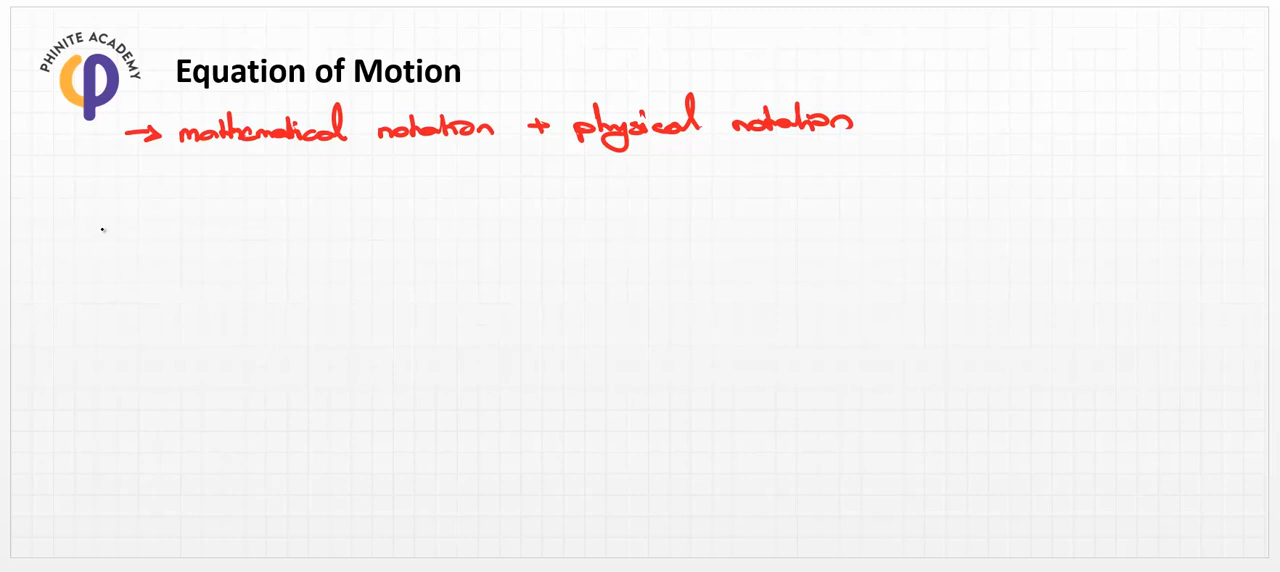 PHINITE ACADEMY
Equation of Motion
→ mathematical notation + physical notation